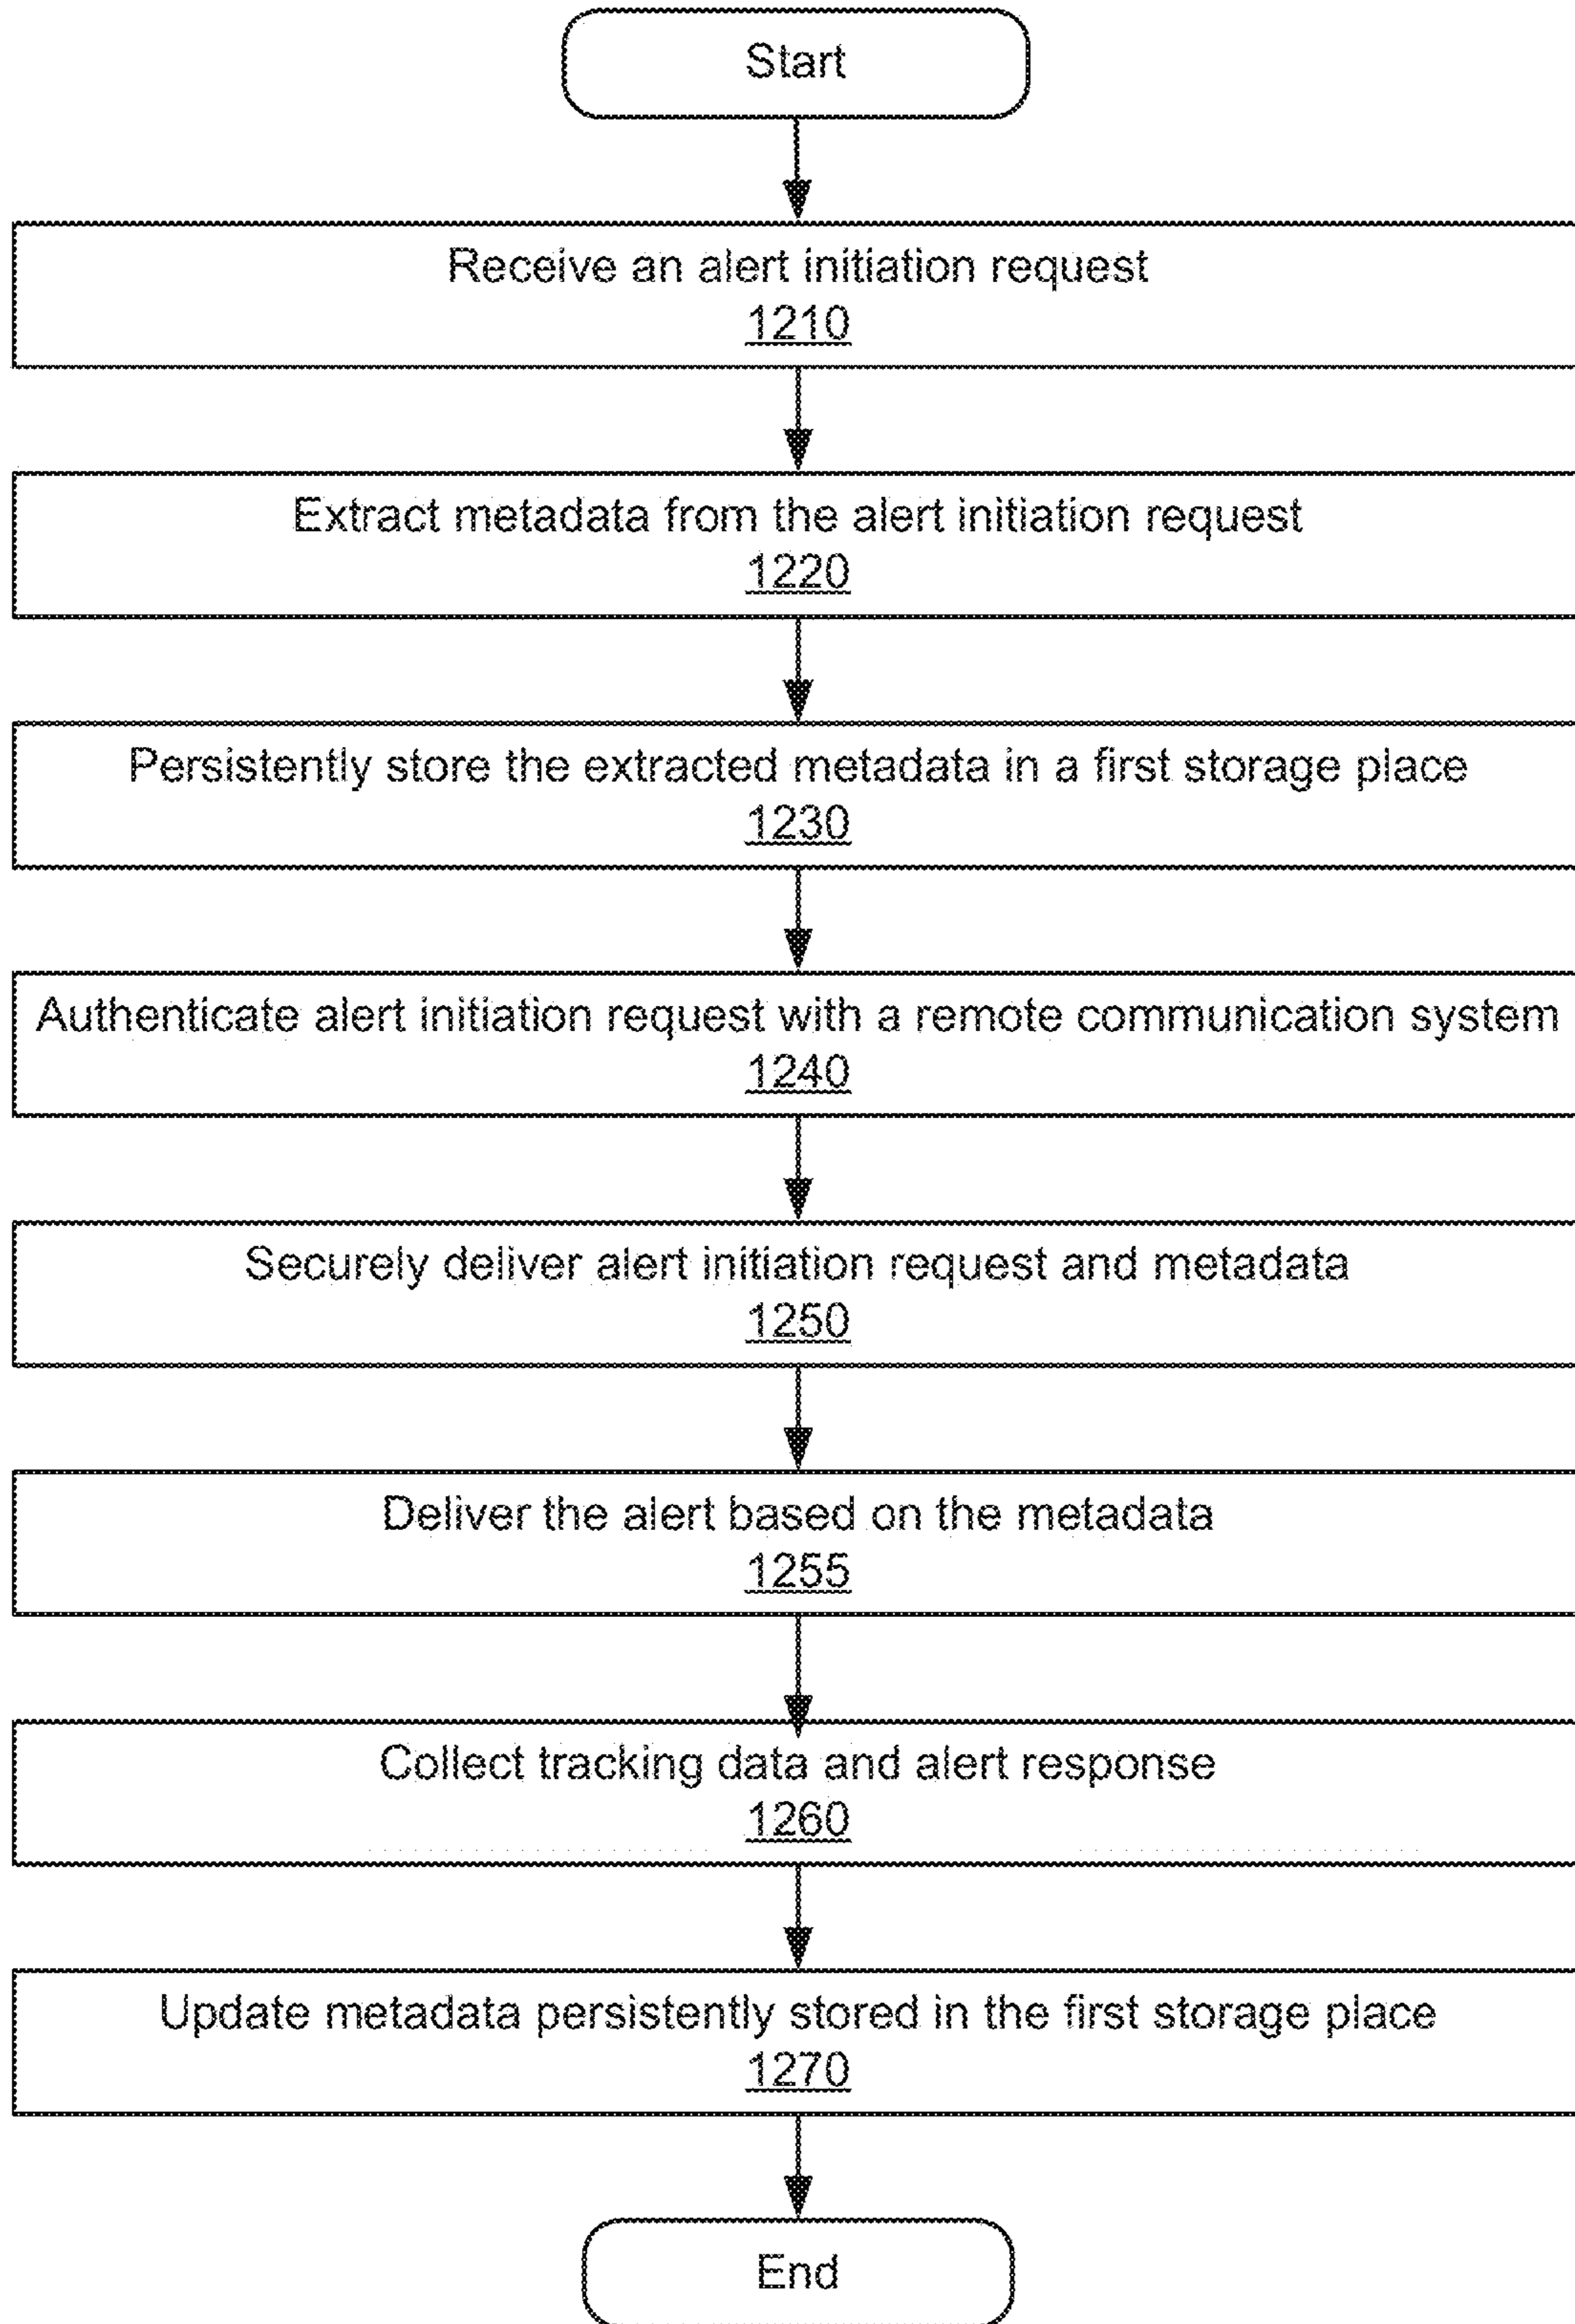 Start
Receive an alert initiation request
1210
Extract metadata from the alert initiation request
1220
Persistently store the extracted metadata in a first storage place
1230
Authenticate alert initiation request with a remote communication system
1240
Securely deliver alert initiation request and metadata
1250
Deliver the alert based on the metadata
1255
Collect tracking data and alert response
1260
Update metadata persistently stored in the first storage place
1270
End